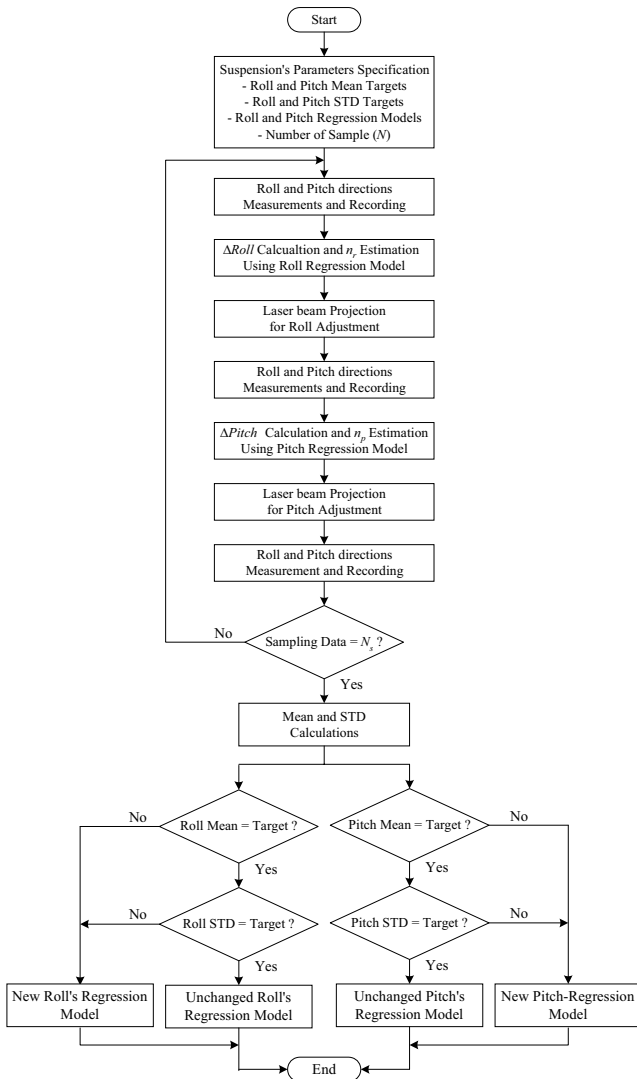 Start
Suspension's Parameters Specification
- Roll and Pitch Mean Targets
- Roll and Pitch STD Targets
- Roll and Pitch Regression Models
- Number of Sample (N)
Roll and Pitch directions
Measurements and Recording
ΔRoll Calcualtion and n_r Estimation
Using Roll Regression Model
Laser beam Projection
for Roll Adjustment
Roll and Pitch directions
Measurements and Recording
ΔPitch Calculation and n_p Estimation
Using Pitch Regression Model
Laser beam Projection
for Pitch Adjustment
Roll and Pitch directions
Measurement and Recording
No
Sampling Data = N_s ?
Yes
Mean and STD
Calculations
No
Roll Mean = Target ?
Pitch Mean = Target ?
No
Yes
Yes
No
Roll STD = Target ?
Pitch STD = Target ?
No
Yes
Yes
New Roll's Regression
Model
Unchanged Roll's
Regression Model
Unchanged Pitch's
Regression Model
New Pitch-Regression
Model
End